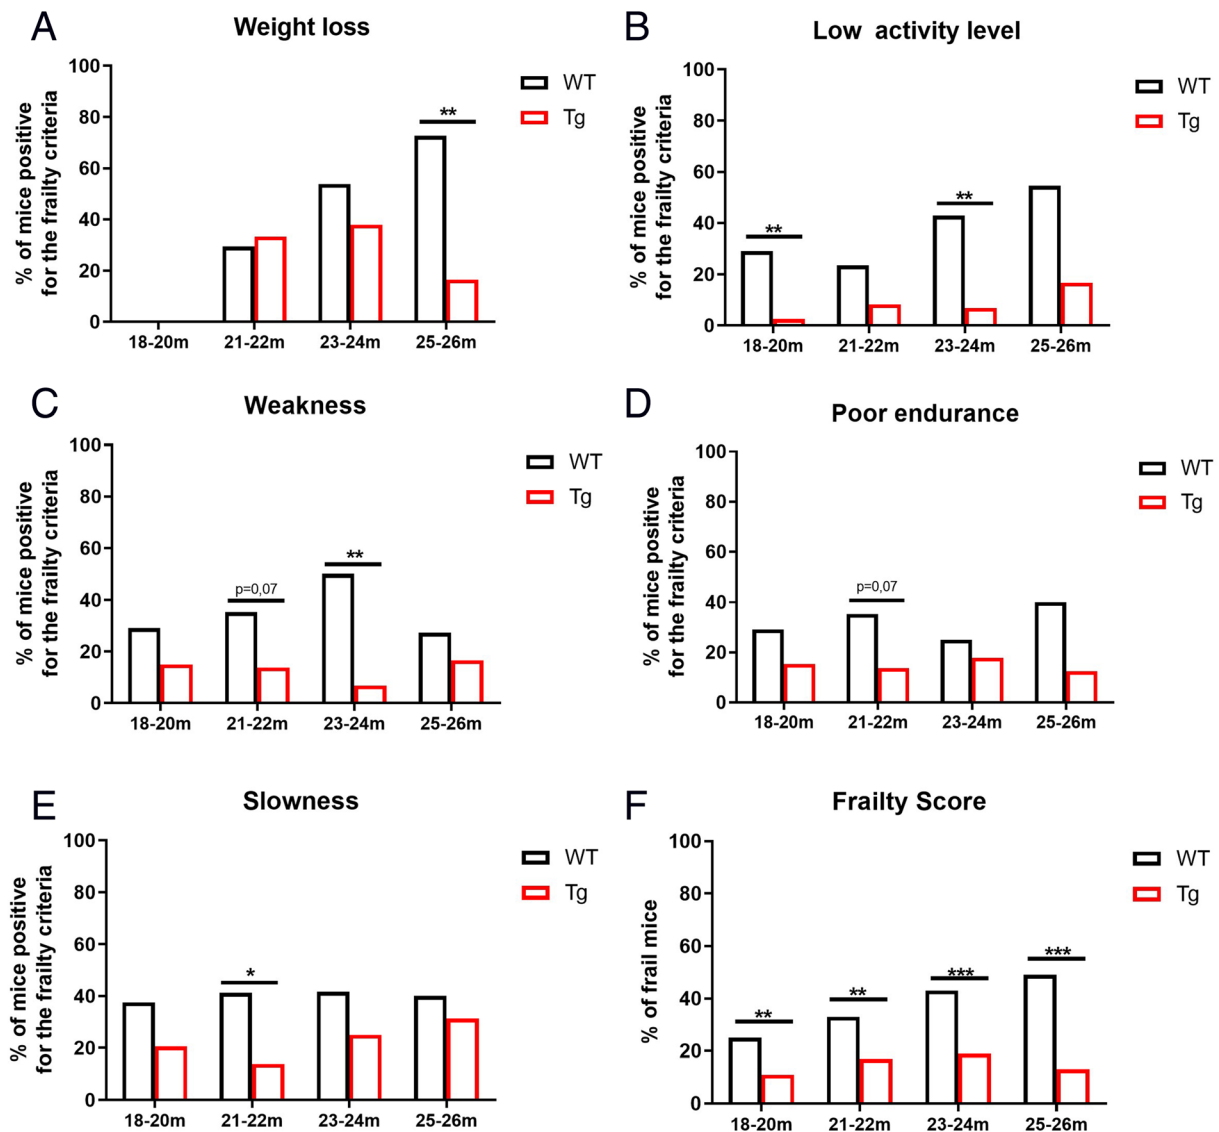 A
Weight loss
% of mice positive
for the frailty criteria
100
80
60
40
20
0
**
WT
Tg
18-20m 21-22m 23-24m 25-26m
B
Low activity level
% of mice positive
for the frailty criteria
100
80
60
40
20
0
**
**
WT
Tg
18-20m 21-22m 23-24m 25-26m
C
Weakness
% of mice positive
for the frailty criteria
100
80
60
40
20
0
p=0,07
**
WT
Tg
18-20m 21-22m 23-24m 25-26m
D
Poor endurance
% of mice positive
for the frailty criteria
100
80
60
40
20
0
p=0,07
WT
Tg
18-20m 21-22m 23-24m 25-26m
E
Slowness
% of mice positive
for the frailty criteria
100
80
60
40
20
0
*
WT
Tg
18-20m 21-22m 23-24m 25-26m
F
Frailty Score
% of frail mice
100
80
60
40
20
0
**
**
***
***
WT
Tg
18-20m 21-22m 23-24m 25-26m